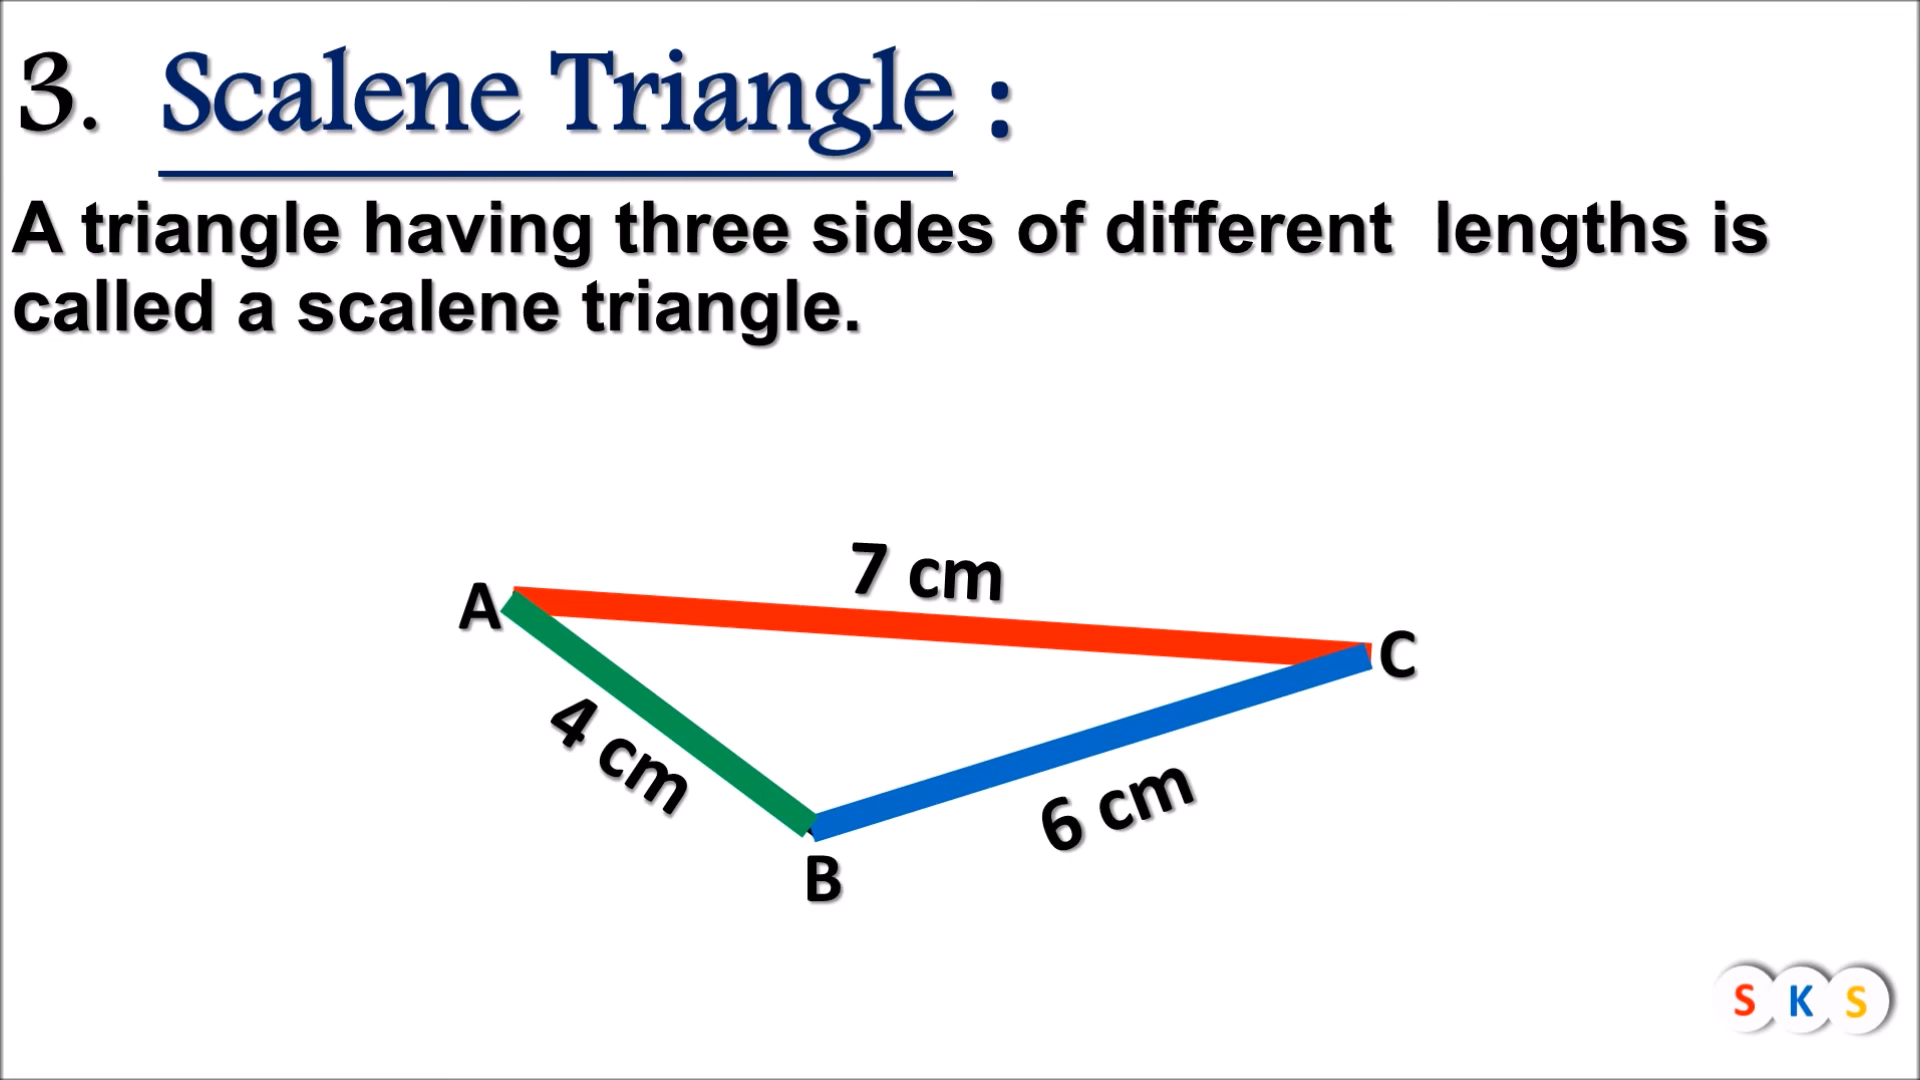 3. Scalene Triangle :
A triangle having three sides of different lengths is
called a scalene triangle.
7 cm
A
C
4 cm
6 cm
B
S K S